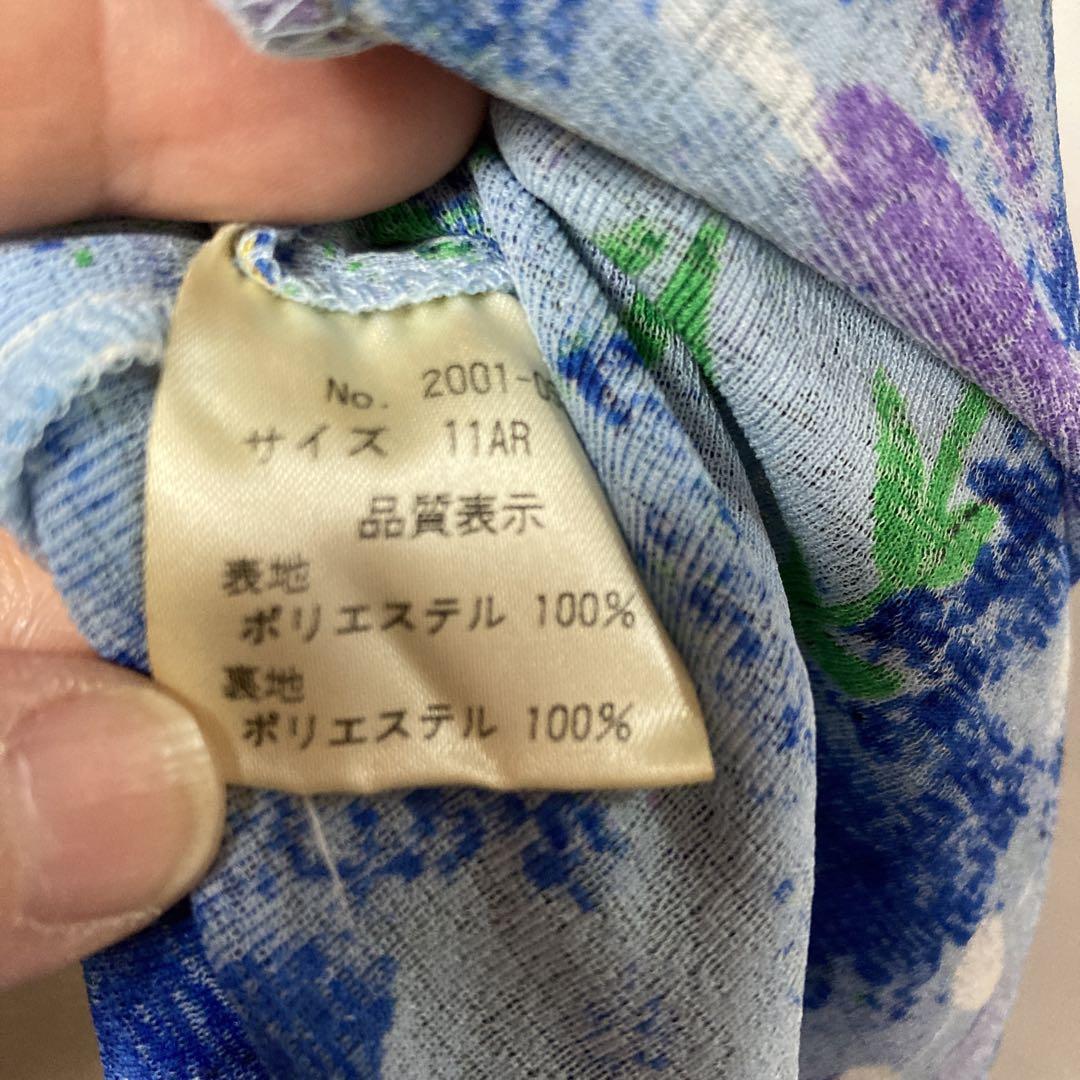 No. 2001-0
サイズ 11AR
品質表示
表地
ポリエステル 100%
裏地
ポリエステル 100%